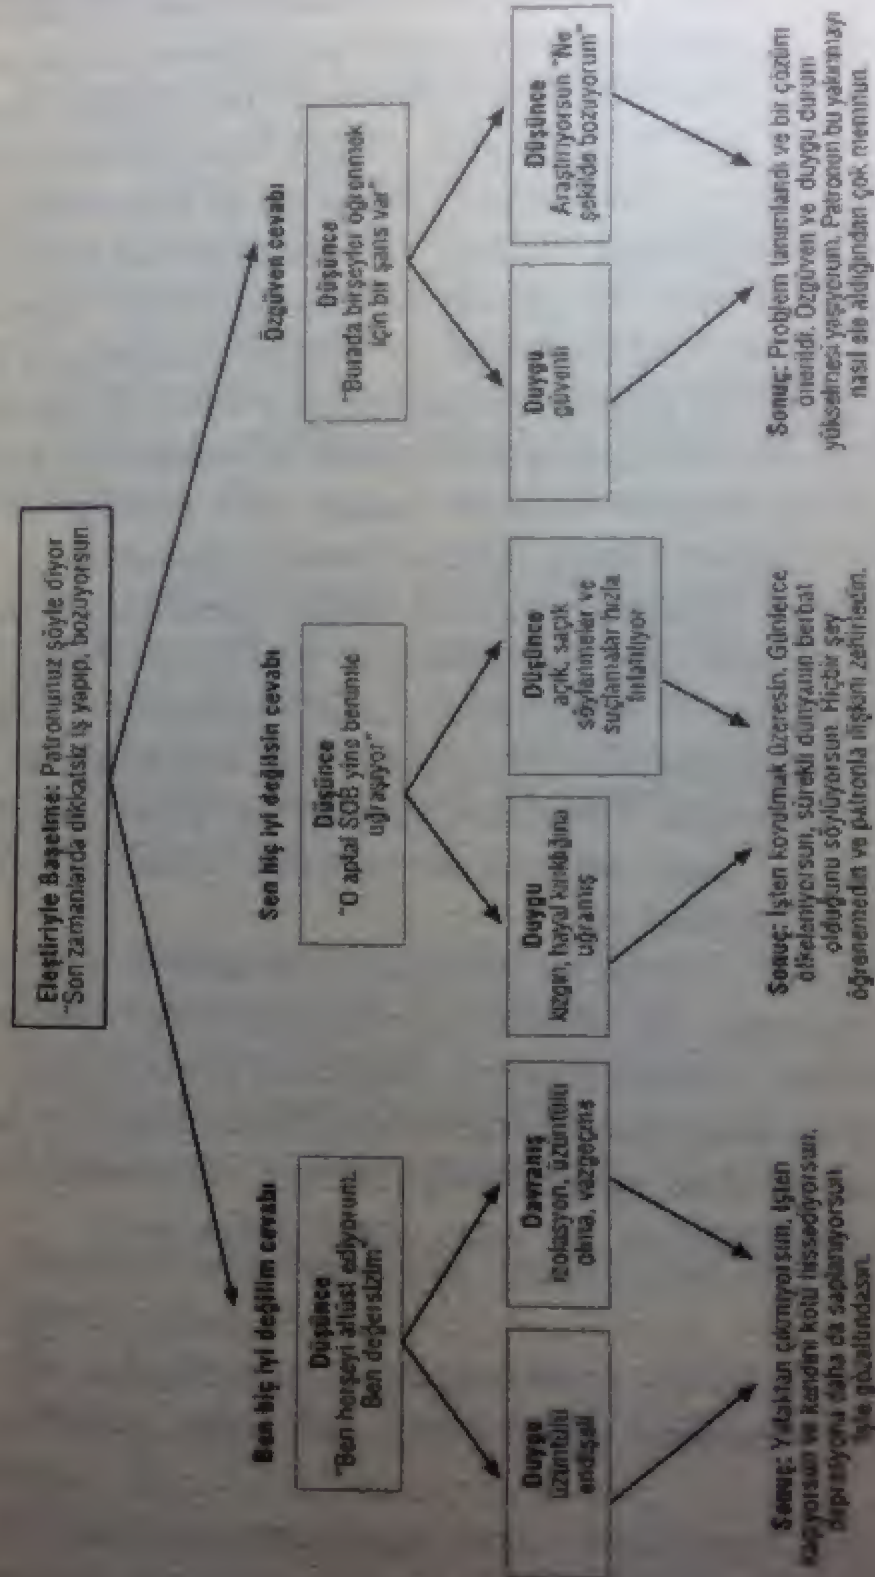 Eleştiriyle Başetme: Patronunuz şöyle diyor
"Son zamanlarda dikkatsiz iş yapıp, bozuyorsun
Ben hiç iyi değilim cevabı
Düşünce
"Ben herşeyi altüst ediyorum.
Ben değersizim"
Duygu
üzüntülü
endişeli
Davranış
izolasyon, üzüntülü
olma, vazgeçmiş
Sonuç: Yataktan çıkmıyorsun, işten
kaçıyorsun ve kendini kötü hissediyorsun.
depresyona daha da saplanıyorsun
İşte gözaltındasın.
Sen hiç iyi değilsin cevabı
Düşünce
"O aptal SOB yine benimle
uğraşıyor"
Duygu
kızgın, hayal kırıklığına
uğramış
Düşünce
açık, saçık
söylenmeler ve
suçlamalar hızla
fırlatılıyor
Sonuç: İşten kovulmak üzeresin. Günlerce
öfkeleniyorsun, sürekli dünyanın berbat
olduğunu söylüyorsun. Hiçbir şey
öğrenemedin ve patronla ilişkini zehirledin.
Özgüven cevabı
Düşünce
"Burada birşeyler öğrenmek
için bir şans var"
Duygu
güvenli
Düşünce
Araştırıyorsun "Ne
şekilde bozuyorum"
Sonuç: Problem tanımlandı ve bir çözüm
önerildi. Özgüven ve duygu durum
yükselmesi yaşıyorum. Patronun bu yakınmayı
nasıl ele aldığından çok memnun.